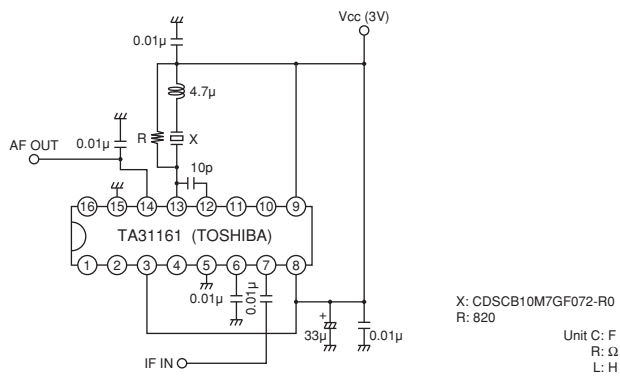 Vcc (3V)
0.01µ
4.7µ
R
X
AF OUT
0.01µ
10p
16 15 14 13 12 11 10 9
TA31161 (TOSHIBA)
1 2 3 4 5 6 7 8
0.01µ
0.01µ
+
33µ
0.01µ
IF IN
X: CDSCB10M7GF072-R0
R: 820
Unit C: F
R: Ω
L: H